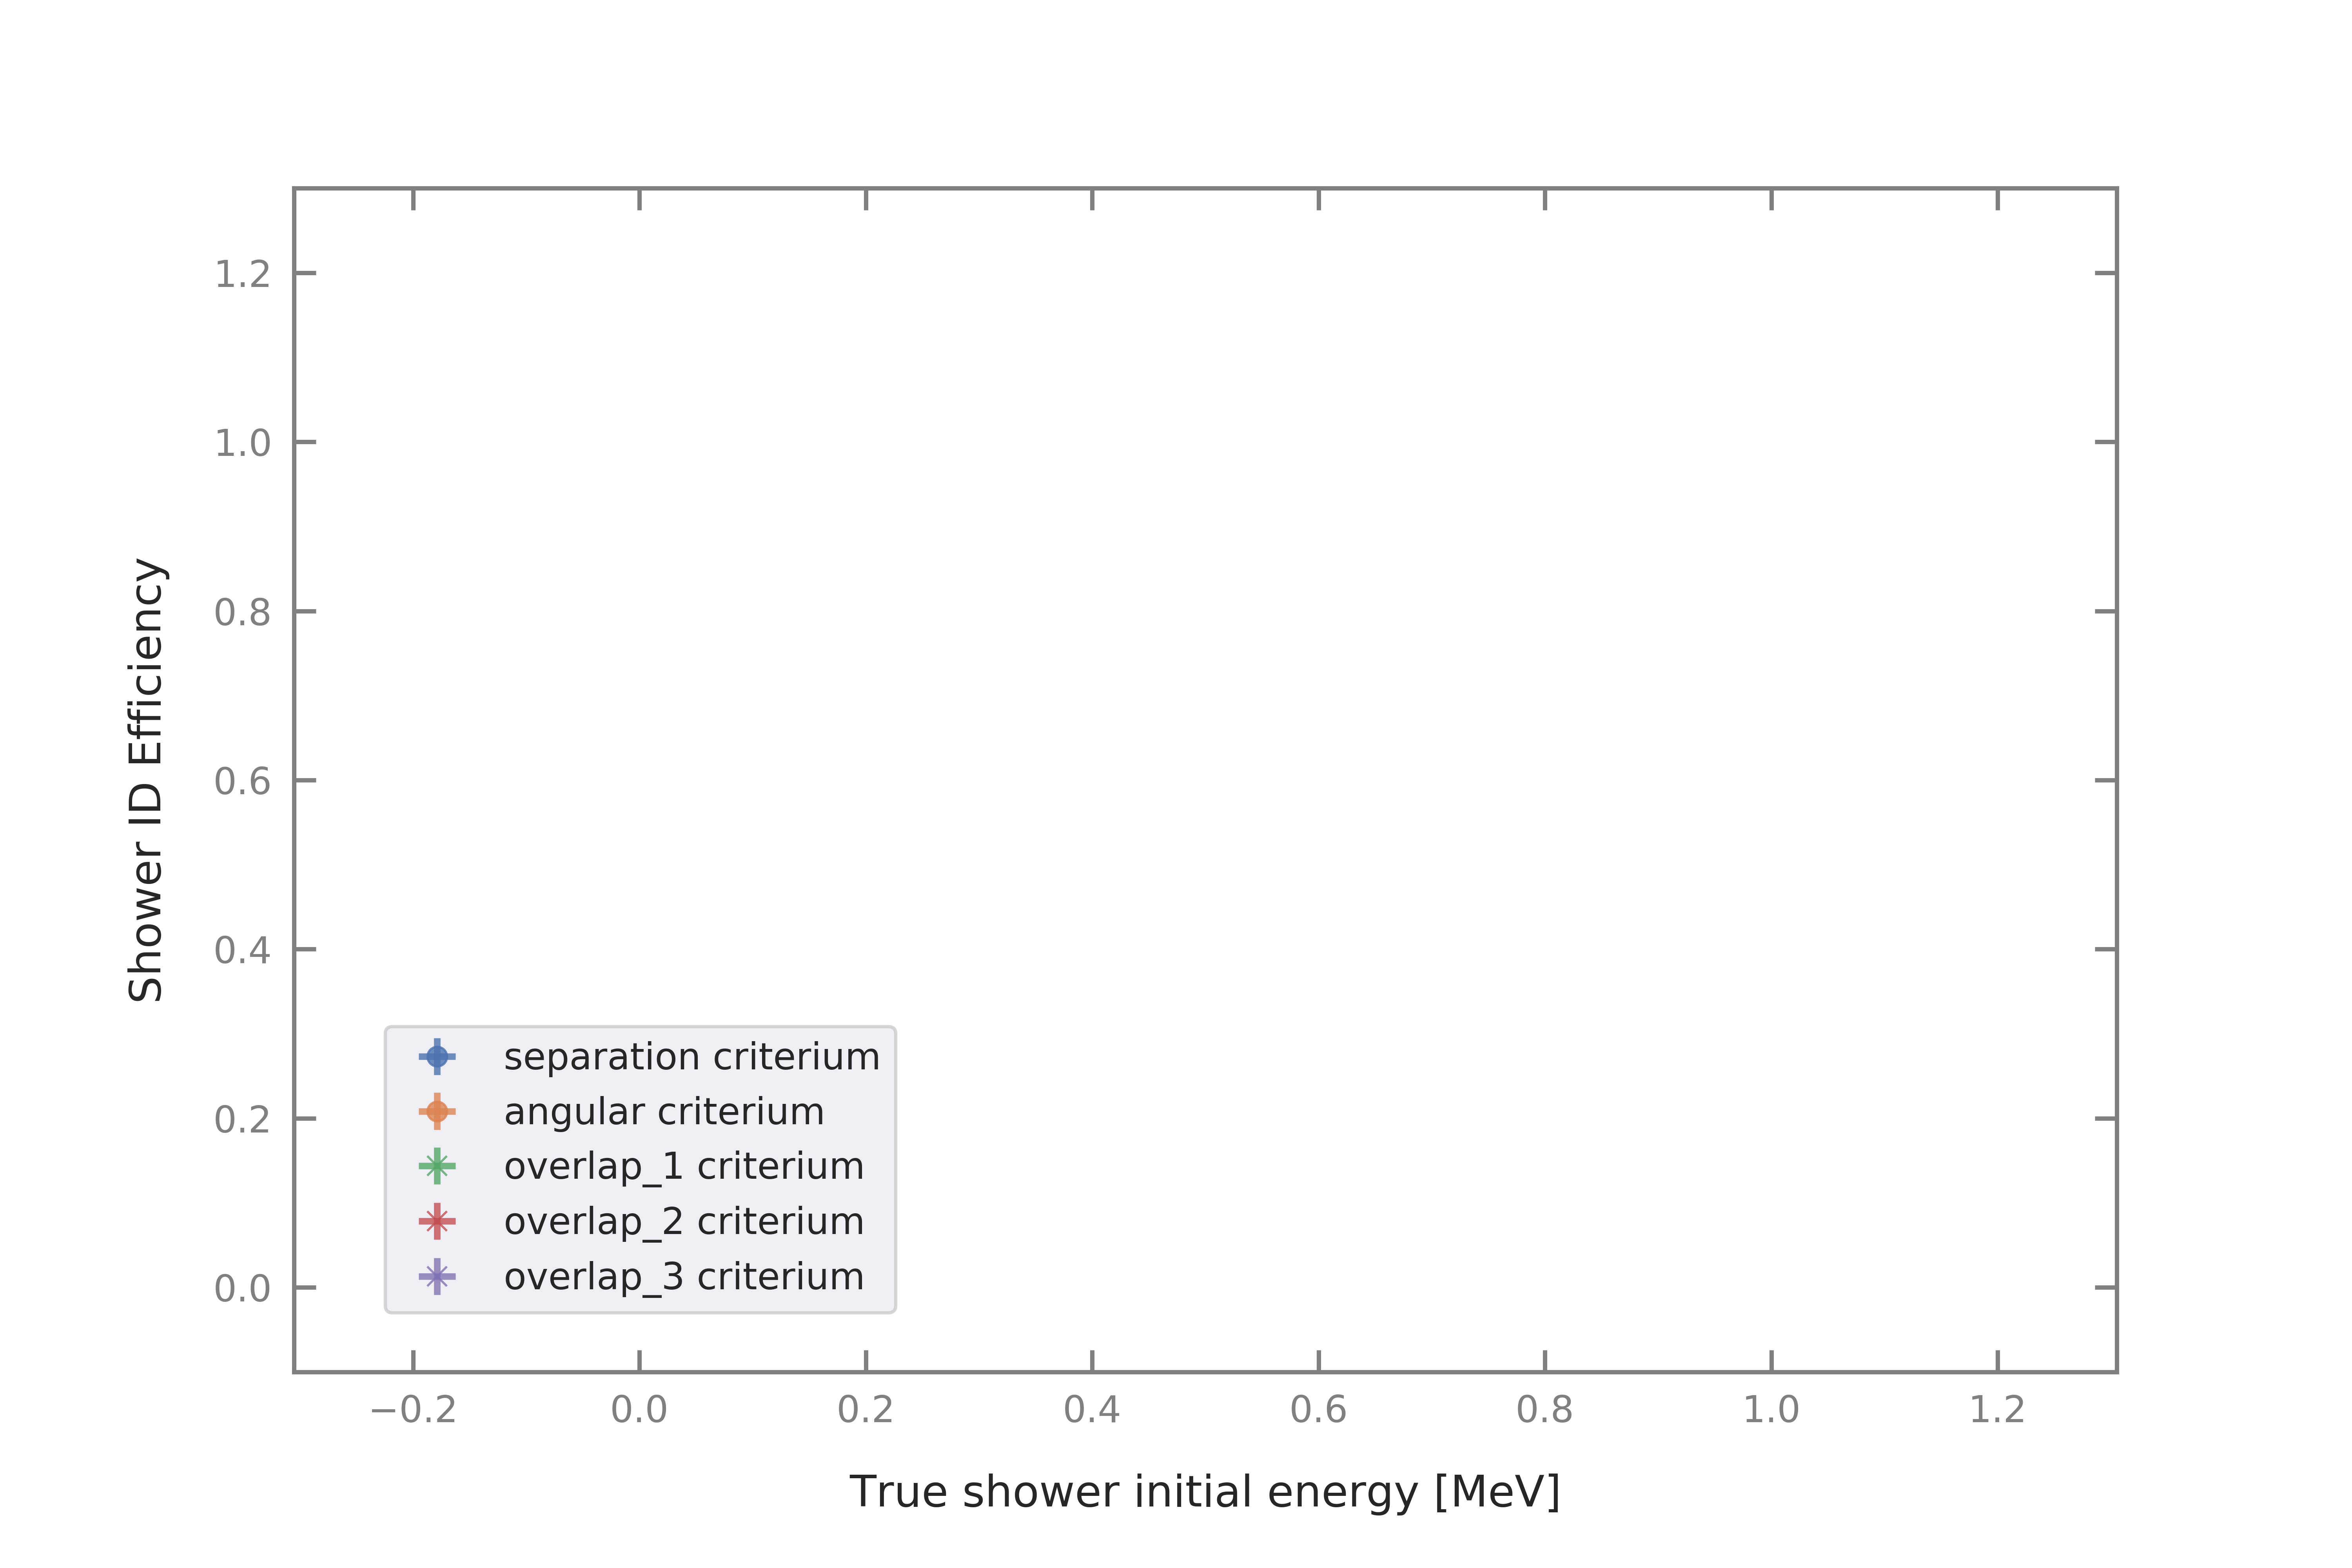 1.2
1.0
0.8
0.6
0.4
0.2
0.0
Shower ID Efficiency
separation criterium
angular criterium
overlap_1 criterium
overlap_2 criterium
overlap_3 criterium
−0.2 0.0 0.2 0.4 0.6 0.8 1.0 1.2
True shower initial energy [MeV]